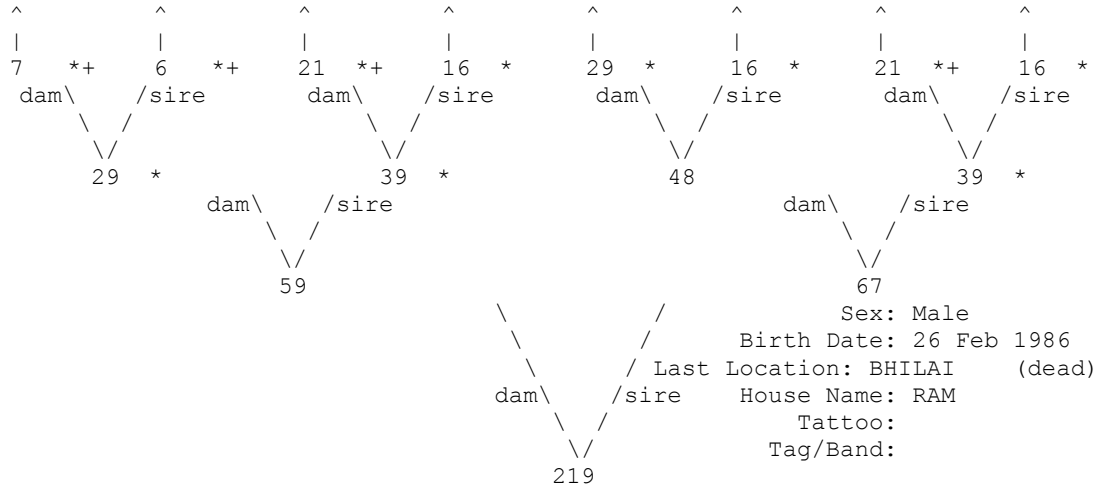 ^ ^ ^ ^ ^ ^ ^ ^
| | | | | | | |
7 *+ 6 *+ 21 *+ 16 * 29 * 16 * 21 *+ 16 *
dam\ /sire dam\ /sire dam\ /sire dam\ /sire
\ / \ / \ / \ /
\/ \/ \/ \/
29 * 39 * 48 39 *
dam\ /sire dam\ /sire
\ / \ /
\/ \/
59 67
\ / Sex: Male
\ / Birth Date: 26 Feb 1986
\ / Last Location: BHILAI (dead)
dam\ /sire House Name: RAM
\ / Tattoo:
\/ Tag/Band:
219